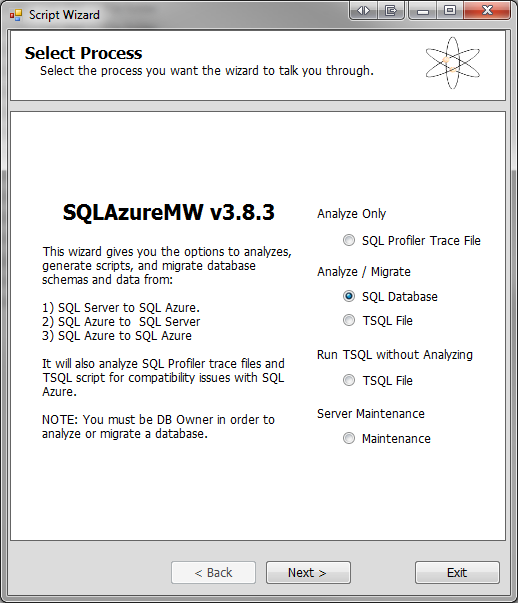 Script Wizard
Select Process
Select the process you want the wizard to talk you through.
SQLAzureMW v3.8.3
This wizard gives you the options to analyzes,
generate scripts, and migrate database
schemas and data from:
1) SQL Server to SQL Azure.
2) SQL Azure to  SQL Server
3) SQL Azure to SQL Azure
It will also analyze SQL Profiler trace files and
TSQL script for compatibility issues with SQL
Azure.
NOTE: You must be DB Owner in order to
analyze or migrate a database.
Analyze Only
SQL Profiler Trace File
Analyze / Migrate
SQL Database
TSQL File
Run TSQL without Analyzing
TSQL File
Server Maintenance
Maintenance
< Back
Next >
Exit